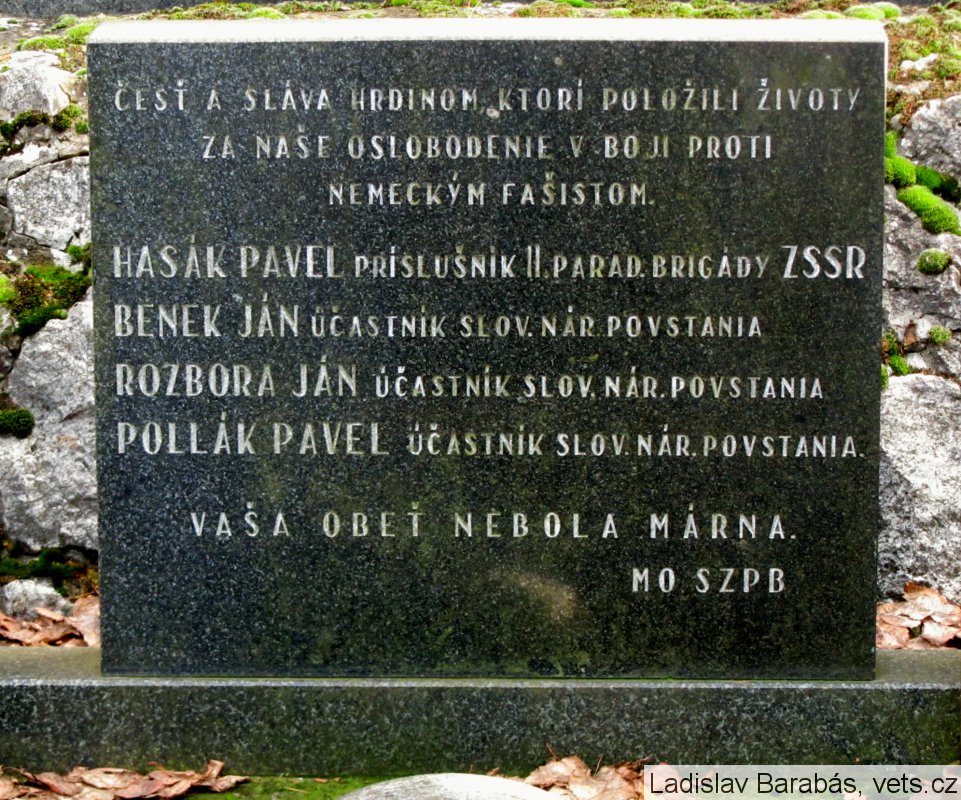 ČESŤ A SLÁVA HRDINOM, KTORÍ POLOŽILI ŽIVOTY
ZA NAŠE OSLOBODENIE V BOJI PROTI
NEMECKÝM FAŠISTOM.
HASÁK PAVEL PRÍSLUŠNÍK II. PARAD. BRIGÁDY ZSSR
BENEK JÁN ÚČASTNÍK SLOV. NÁR. POVSTANIA
ROZBORA JÁN ÚČASTNÍK SLOV. NÁR. POVSTANIA
POLLÁK PAVEL ÚČASTNÍK SLOV. NÁR. POVSTANIA.
VAŠA OBEŤ NEBOLA MÁRNA.
MO SZPB
Ladislav Barabás, vets.cz